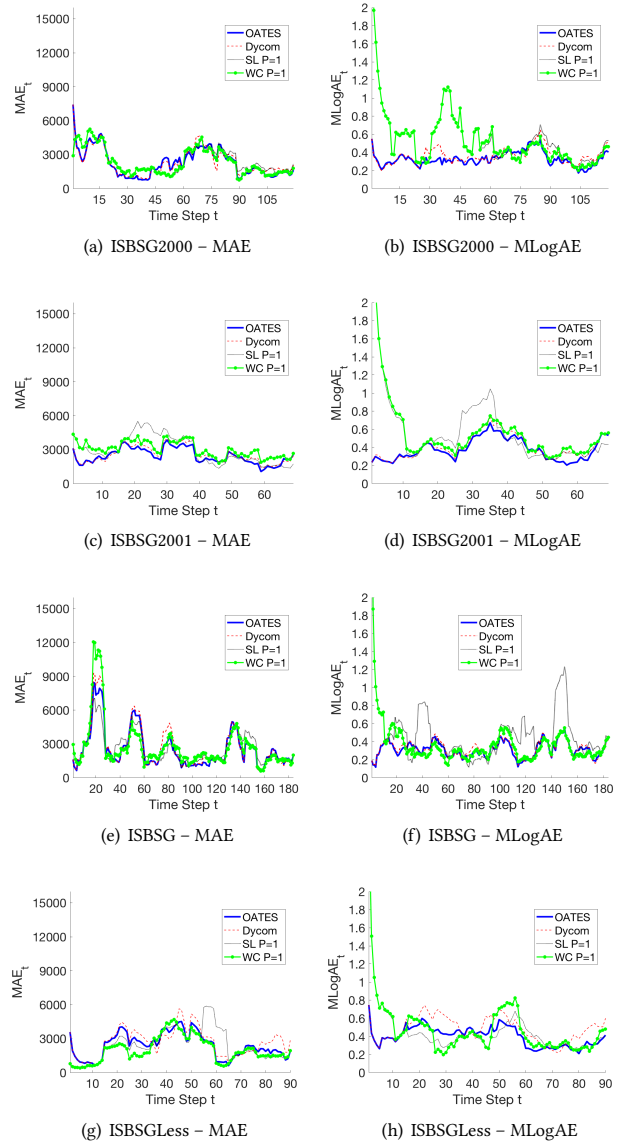 15000
12000
9000
6000
3000
0
MAE_t
OATES
Dycom
SL P=1
WC P=1
15 30 45 60 75 90 105
Time Step t
(a) ISBSG2000 – MAE
2
1.8
1.6
1.4
1.2
1
0.8
0.6
0.4
0.2
0
MLogAE_t
OATES
Dycom
SL P=1
WC P=1
15 30 45 60 75 90 105
Time Step t
(b) ISBSG2000 – MLogAE
15000
12000
9000
6000
3000
0
MAE_t
OATES
Dycom
SL P=1
WC P=1
10 20 30 40 50 60
Time Step t
(c) ISBSG2001 – MAE
2
1.8
1.6
1.4
1.2
1
0.8
0.6
0.4
0.2
0
MLogAE_t
OATES
Dycom
SL P=1
WC P=1
10 20 30 40 50 60
Time Step t
(d) ISBSG2001 – MLogAE
15000
12000
9000
6000
3000
0
MAE_t
OATES
Dycom
SL P=1
WC P=1
20 40 60 80 100 120 140 160 180
Time Step t
(e) ISBSG – MAE
2
1.8
1.6
1.4
1.2
1
0.8
0.6
0.4
0.2
0
MLogAE_t
OATES
Dycom
SL P=1
WC P=1
20 40 60 80 100 120 140 160 180
Time Step t
(f) ISBSG – MLogAE
15000
12000
9000
6000
3000
0
MAE_t
OATES
Dycom
SL P=1
WC P=1
10 20 30 40 50 60 70 80 90
Time Step t
(g) ISBSGLess – MAE
2
1.8
1.6
1.4
1.2
1
0.8
0.6
0.4
0.2
0
MLogAE_t
OATES
Dycom
SL P=1
WC P=1
10 20 30 40 50 60 70 80 90
Time Step t
(h) ISBSGLess – MLogAE